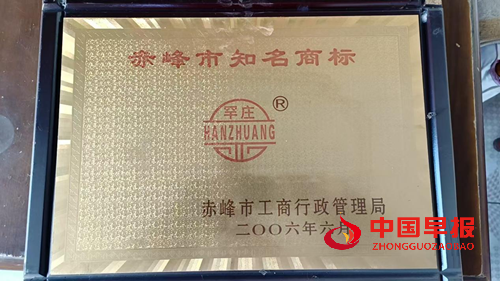 赤峰市知名商标
罕庄
®
HANZHUANG
赤峰市工商行政管理局
二〇〇六年六月
中国早报
ZHONGGUOZAOBAO